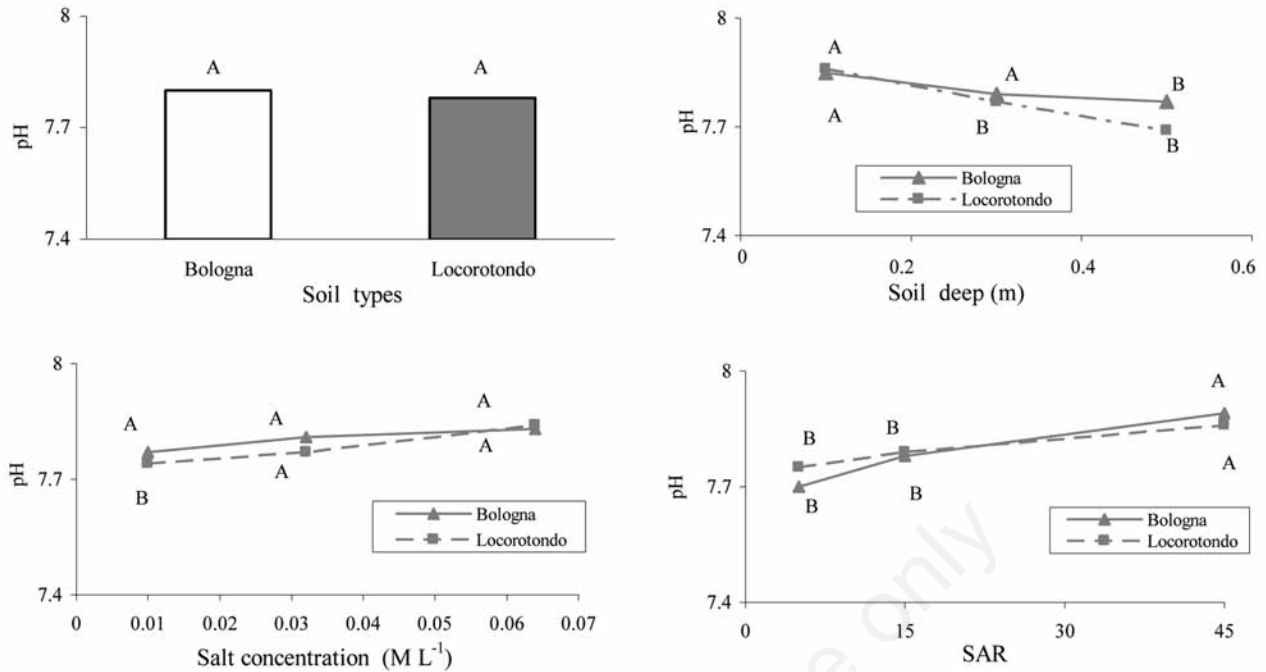 8
A
A
pH
7.7
7.4
Bologna
Locorotondo
Soil types
8
A
A
B
pH
7.7
A
B
B
Bologna
Locorotondo
7.4
0
0.2
0.4
0.6
Soil deep (m)
8
A
A
A
pH
7.7
B
A
A
Bologna
Locorotondo
7.4
0
0.01
0.02
0.03
0.04
0.05
0.06
0.07
Salt concentration (M L⁻¹)
8
A
B
B
pH
7.7
B
B
A
Bologna
Locorotondo
7.4
0
15
30
45
SAR
e only